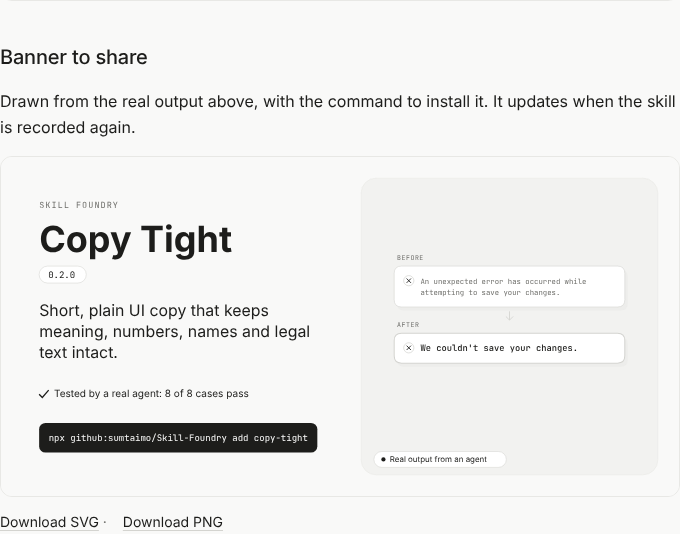 Banner to share
Drawn from the real output above, with the command to install it. It updates when the skill
is recorded again.
SKILL FOUNDRY
Copy Tight
0.2.0
Short, plain UI copy that keeps
meaning, numbers, names and legal
text intact.
Tested by a real agent: 8 of 8 cases pass
npx github:sumtaimo/Skill-Foundry add copy-tight
BEFORE
An unexpected error has occurred while
attempting to save your changes.
AFTER
We couldn't save your changes.
Real output from an agent
Download SVG · Download PNG